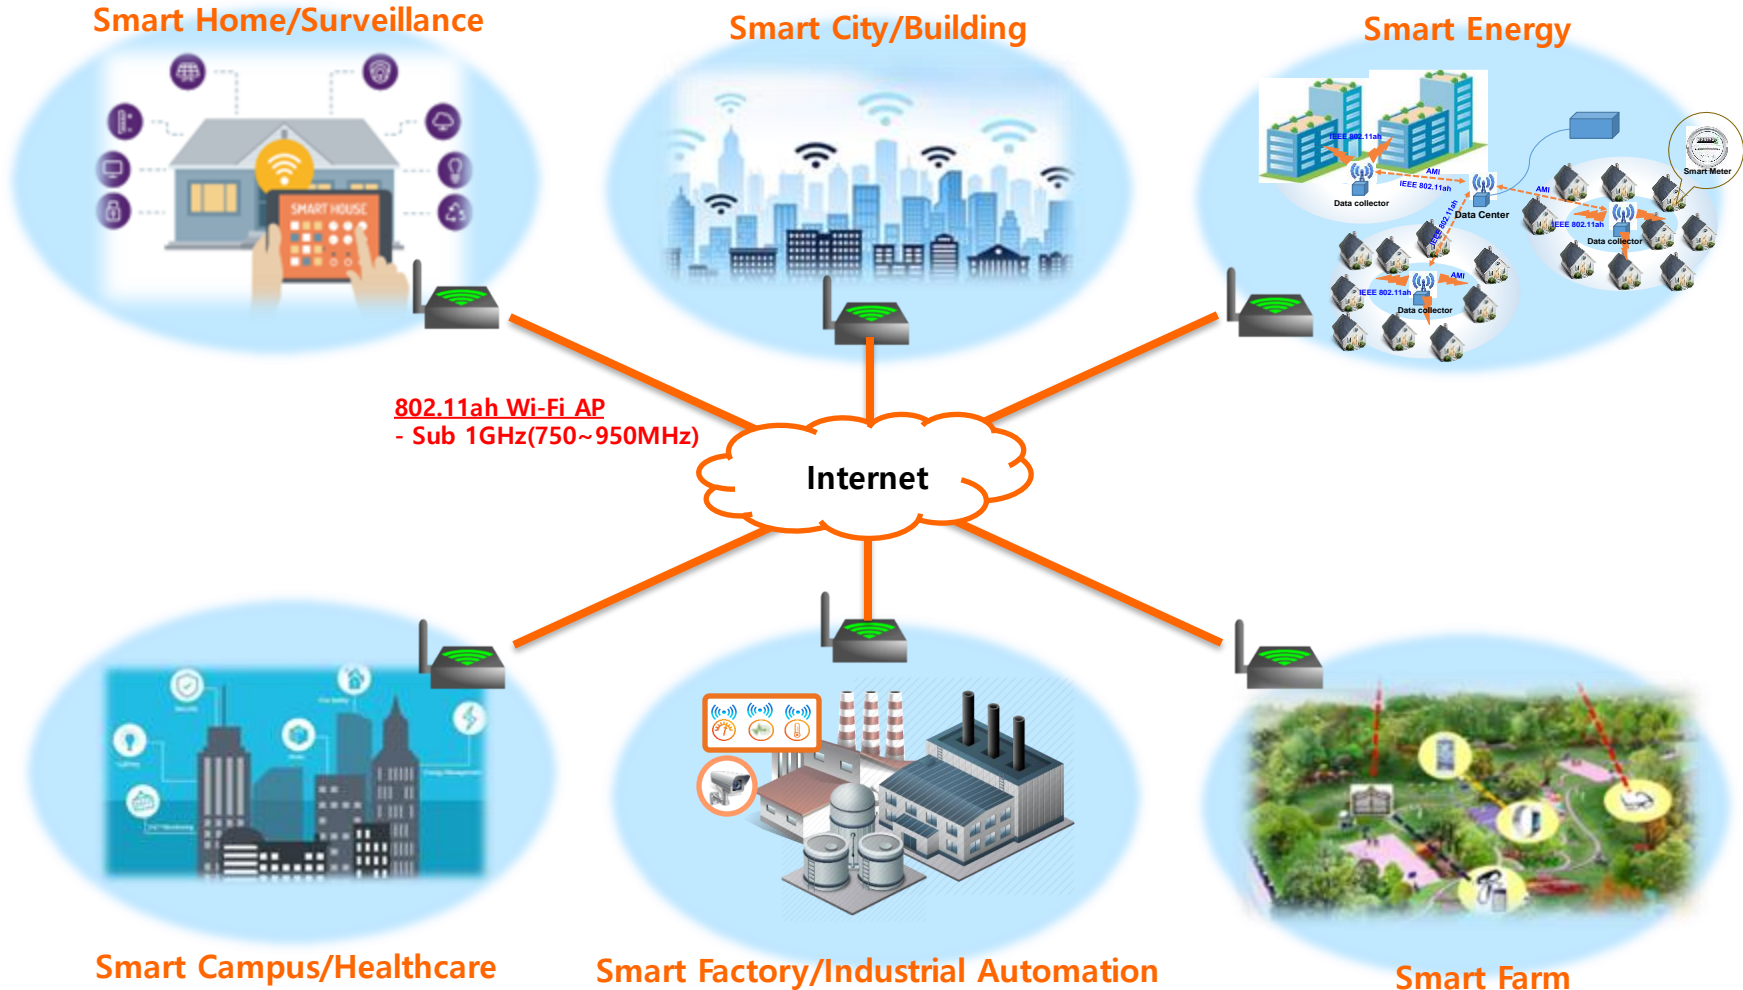 Smart Home/Surveillance
Smart City/Building
Smart Energy
SMART HOUSE
IEEE 802.11ah
AMI
IEEE 802.11ah
Data collector
Data Center
IEEE 802.11ah
AMI
Smart Meter
IEEE 802.11ah
Data collector
AMI
IEEE 802.11ah
Data collector
802.11ah Wi-Fi AP
- Sub 1GHz(750~950MHz)
Internet
Security
Energy Management
Smart Campus/Healthcare
Smart Factory/Industrial Automation
Smart Farm